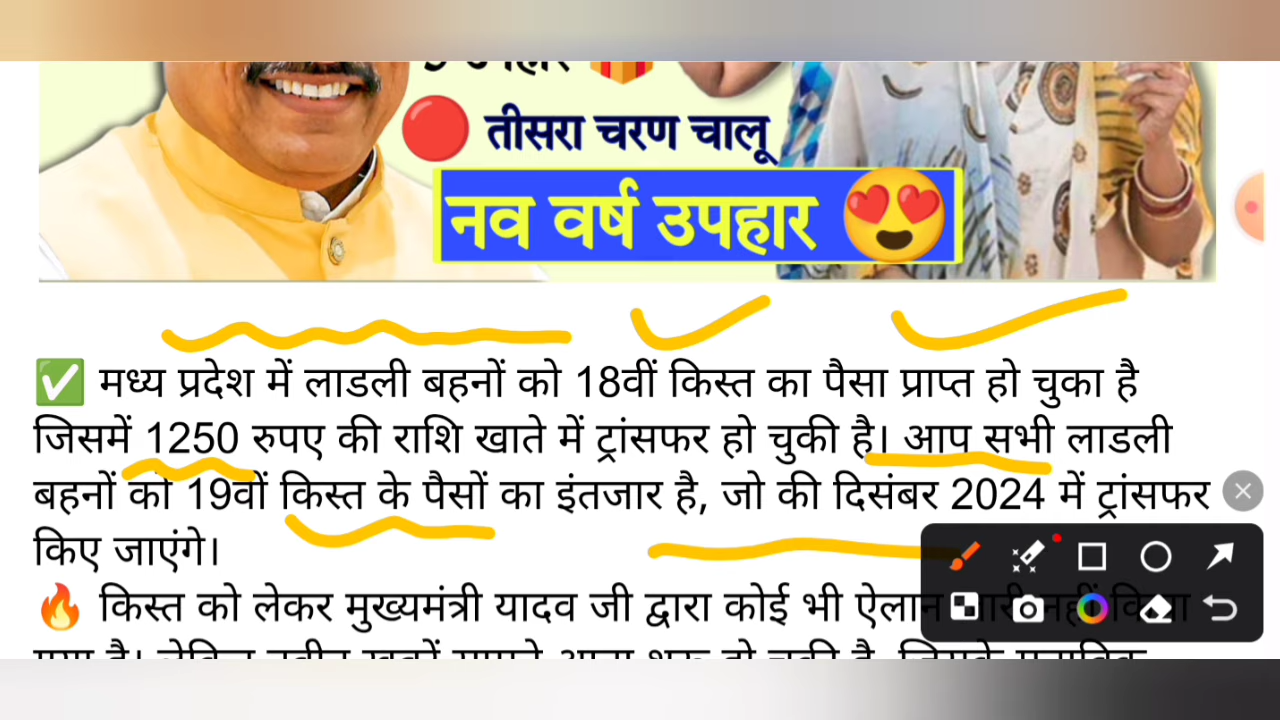 तीसरा चरण चालू
नव वर्ष उपहार
मध्य प्रदेश में लाडली बहनों को 18वीं किस्त का पैसा प्राप्त हो चुका है
जिसमें 1250 रुपए की राशि खाते में ट्रांसफर हो चुकी है। आप सभी लाडली
बहनों को 19वीं किस्त के पैसों का इंतजार है, जो की दिसंबर 2024 में ट्रांसफर
किए जाएंगे।
किस्त को लेकर मुख्यमंत्री यादव जी द्वारा कोई भी ऐलान